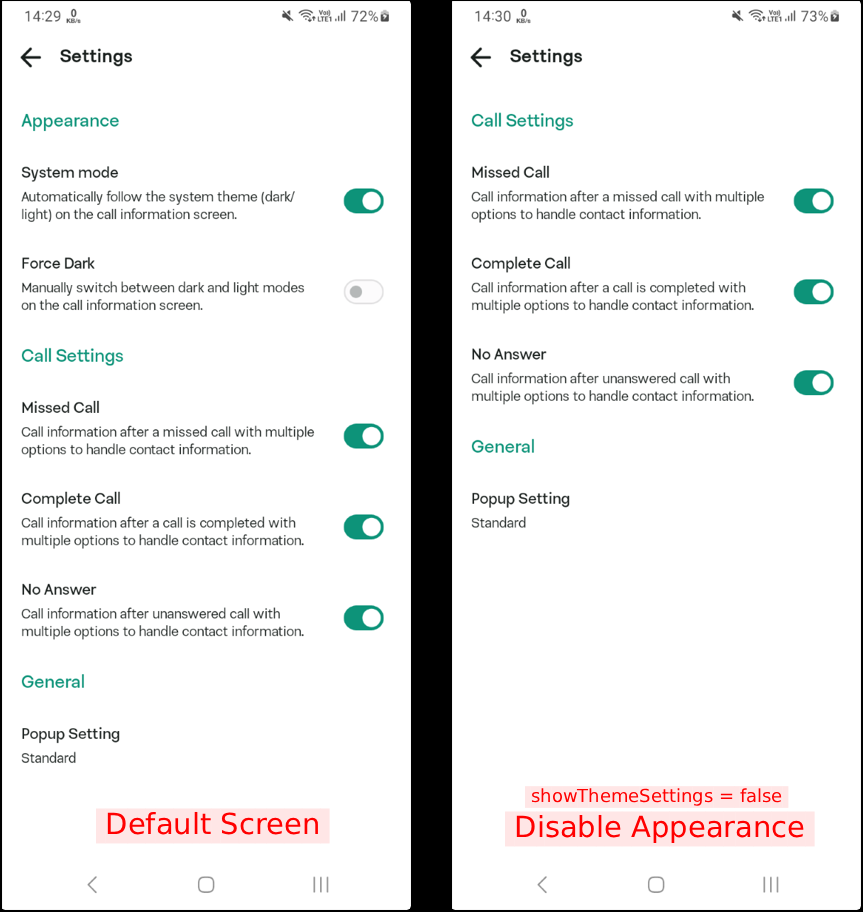 14:29 0 KB/s Vo) LTE1 72%
Settings
Appearance
System mode
Automatically follow the system theme (dark/
light) on the call information screen.
Force Dark
Manually switch between dark and light modes
on the call information screen.
Call Settings
Missed Call
Call information after a missed call with multiple
options to handle contact information.
Complete Call
Call information after a call is completed with
multiple options to handle contact information.
No Answer
Call information after unanswered call with
multiple options to handle contact information.
General
Popup Setting
Standard
Default Screen
14:30 0 KB/s Vo) LTE1 73%
Settings
Call Settings
Missed Call
Call information after a missed call with multiple
options to handle contact information.
Complete Call
Call information after a call is completed with
multiple options to handle contact information.
No Answer
Call information after unanswered call with
multiple options to handle contact information.
General
Popup Setting
Standard
showThemeSettings = false
Disable Appearance